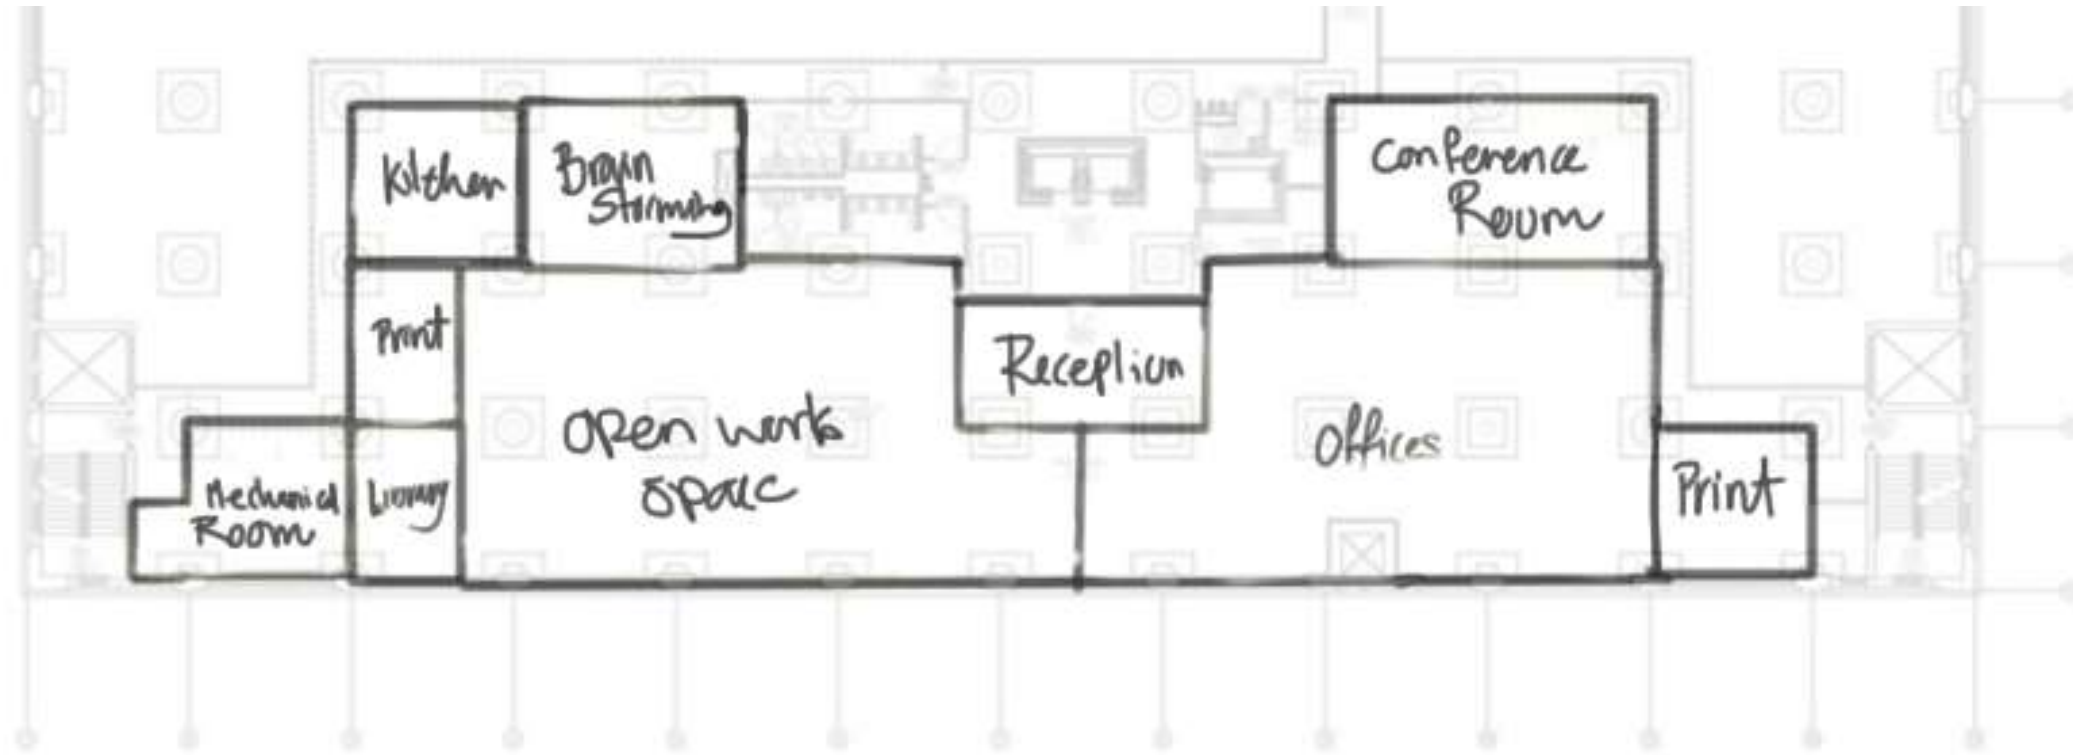 Kitchen
Brain
Storming
Conference
Room
Print
Reception
Open work
Space
Offices
Mechanical
Room
Library
Print